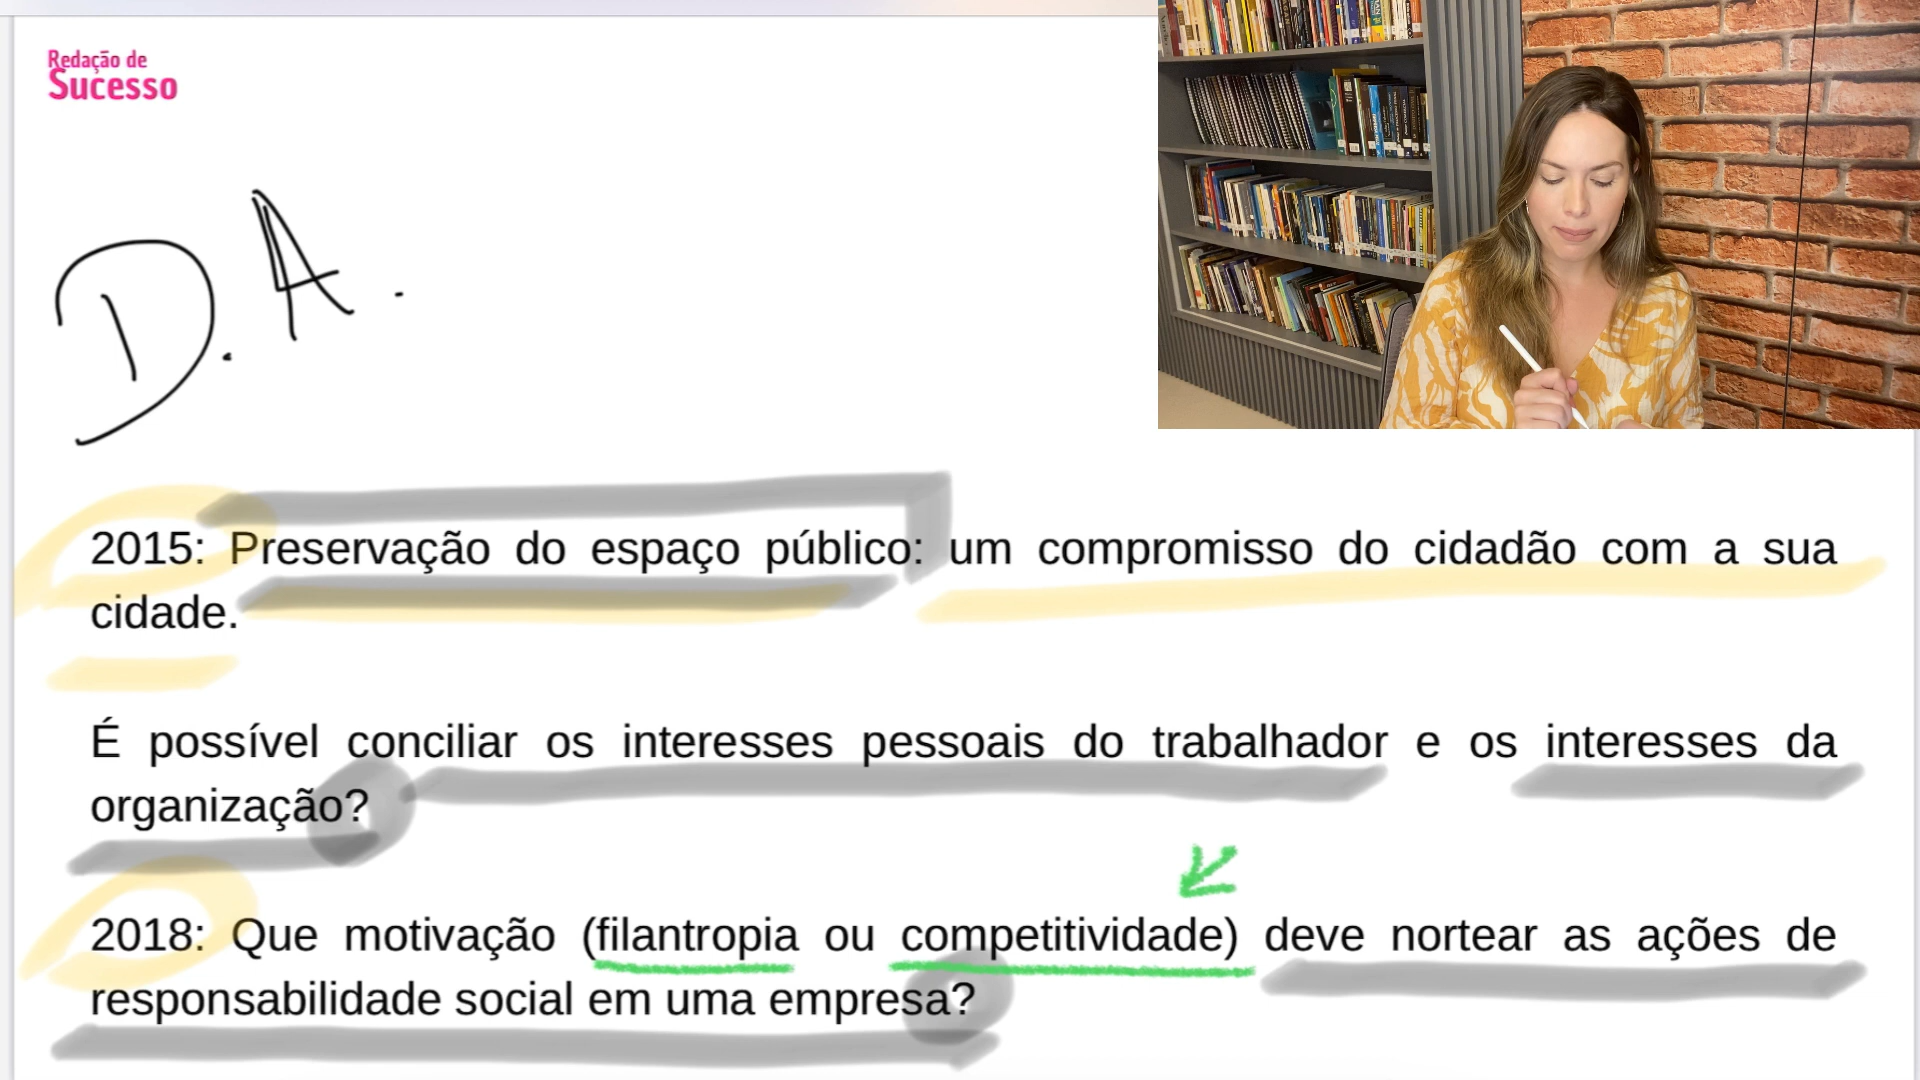 Redação de
Sucesso
D. A.
2015: Preservação do espaço público: um compromisso do cidadão com a sua
cidade.
É possível conciliar os interesses pessoais do trabalhador e os interesses da
organização?
2018: Que motivação (filantropia ou competitividade) deve nortear as ações de
responsabilidade social em uma empresa?